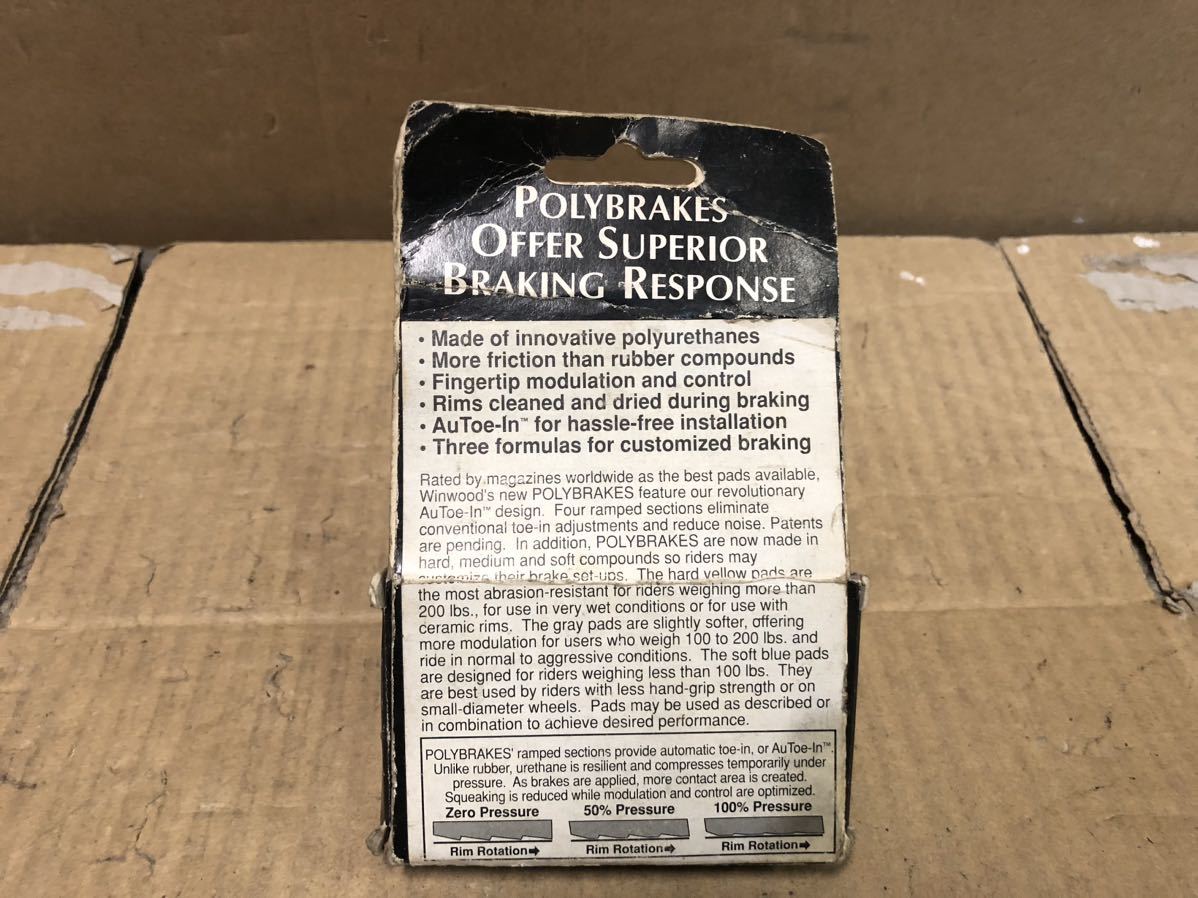 POLYBRAKES
OFFER SUPERIOR
BRAKING RESPONSE
• Made of innovative polyurethanes
• More friction than rubber compounds
• Fingertip modulation and control
• Rims cleaned and dried during braking
• AuToe-In™ for hassle-free installation
• Three formulas for customized braking
Rated by magazines worldwide as the best pads available,
Winwood's new POLYBRAKES feature our revolutionary
AuToe-In™ design. Four ramped sections eliminate
conventional toe-in adjustments and reduce noise. Patents
are pending. In addition, POLYBRAKES are now made in
hard, medium and soft compounds so riders may
customize their brake set-ups. The hard yellow pads are
the most abrasion-resistant for riders weighing more than
200 lbs., for use in very wet conditions or for use with
ceramic rims. The gray pads are slightly softer, offering
more modulation for users who weigh 100 to 200 lbs. and
ride in normal to aggressive conditions. The soft blue pads
are designed for riders weighing less than 100 lbs. They
are best used by riders with less hand-grip strength or on
small-diameter wheels. Pads may be used as described or
in combination to achieve desired performance.
POLYBRAKES' ramped sections provide automatic toe-in, or AuToe-In™.
Unlike rubber, urethane is resilient and compresses temporarily under
pressure. As brakes are applied, more contact area is created.
Squeaking is reduced while modulation and control are optimized.
Zero Pressure 50% Pressure 100% Pressure
Rim Rotation➡ Rim Rotation➡ Rim Rotation➡